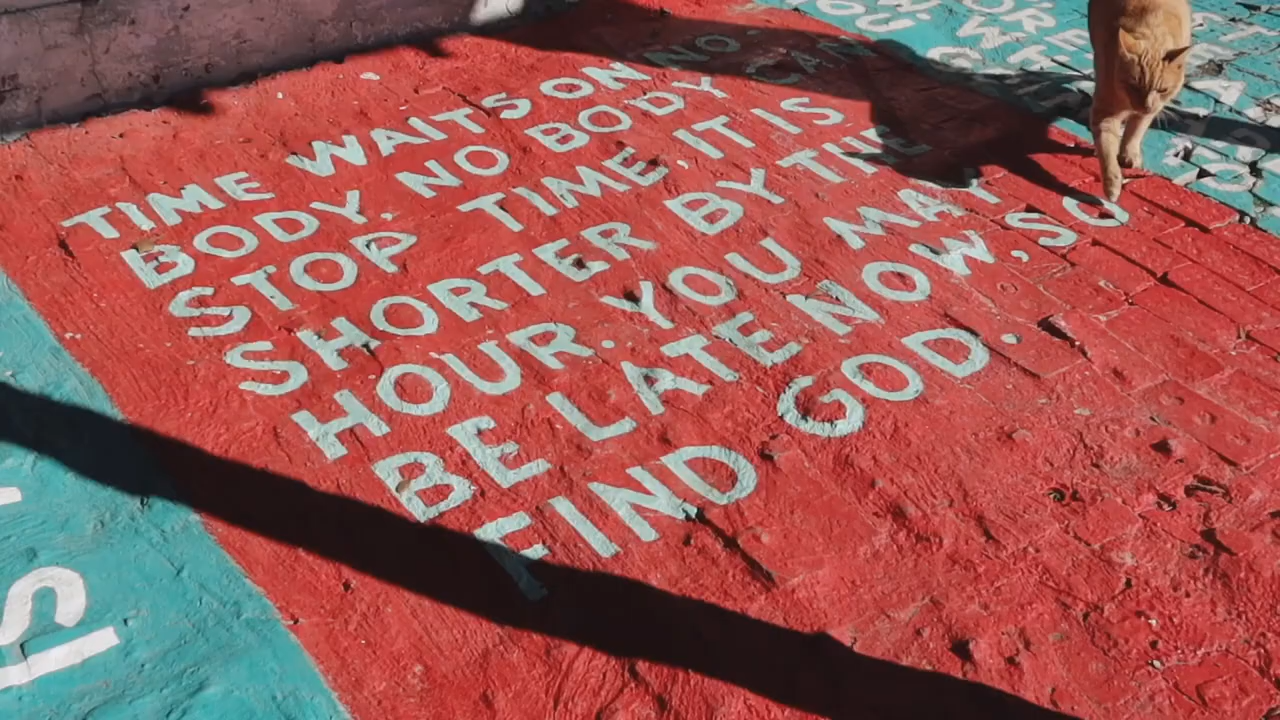 TIME WAITS ON NO-
BODY. NO BODY CAN
STOP TIME, IT IS
SHORTER BY THE
HOUR. YOU MAY
BE LATE NOW, SO
FIND GOD.
IS